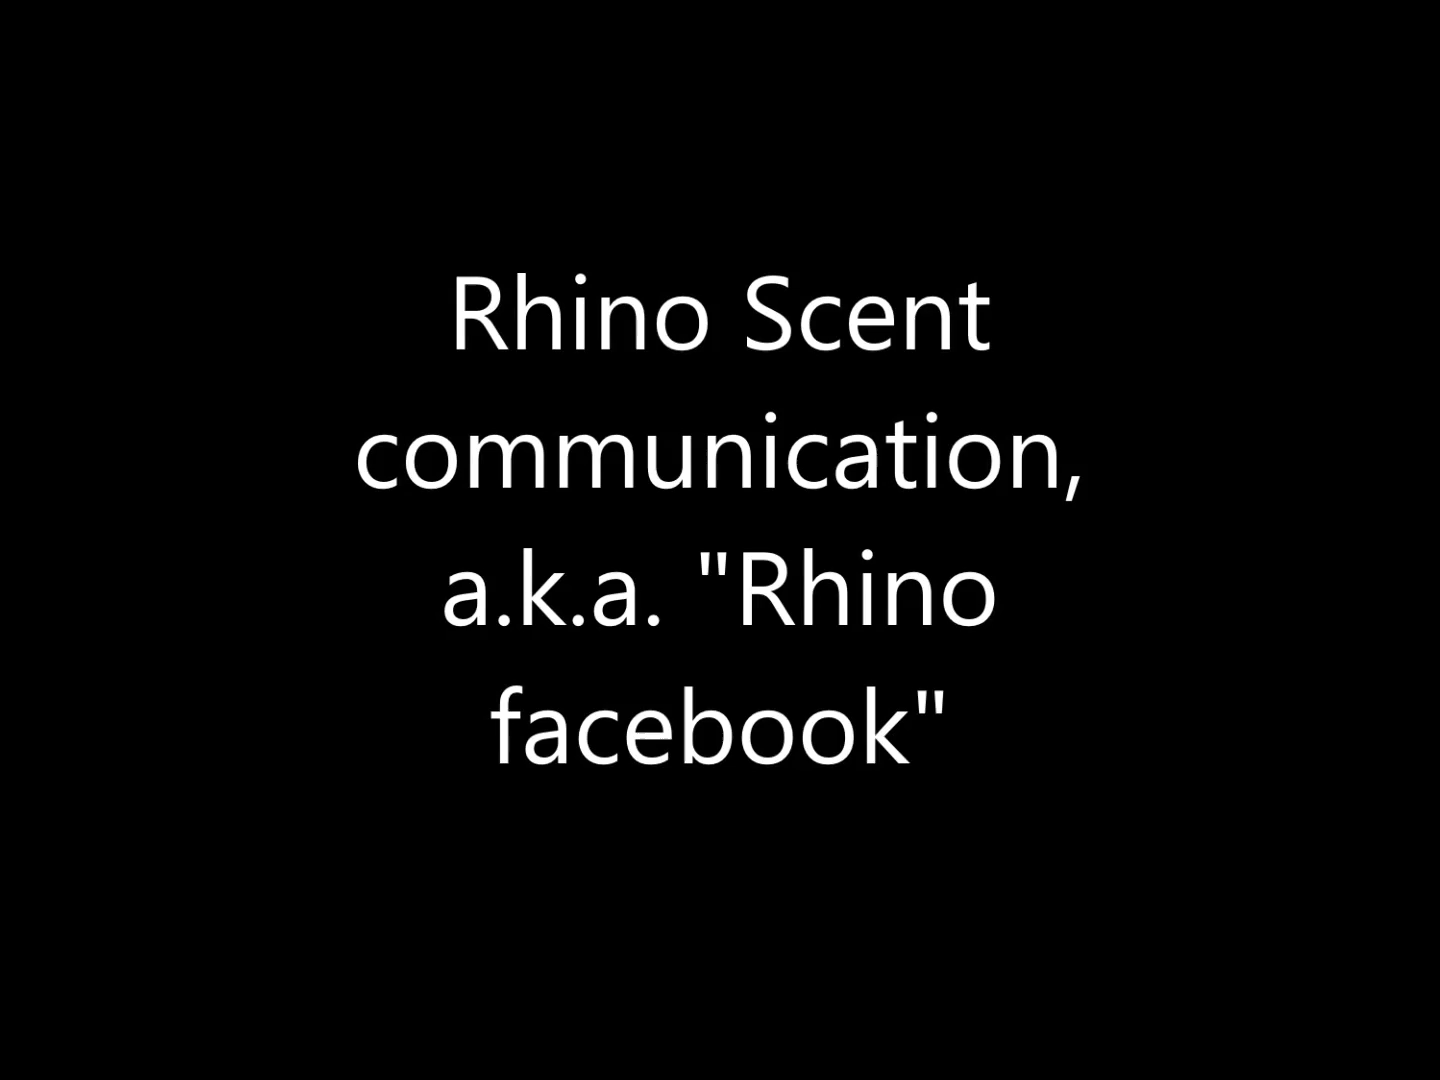 Rhino Scent
communication,
a.k.a. "Rhino
facebook"